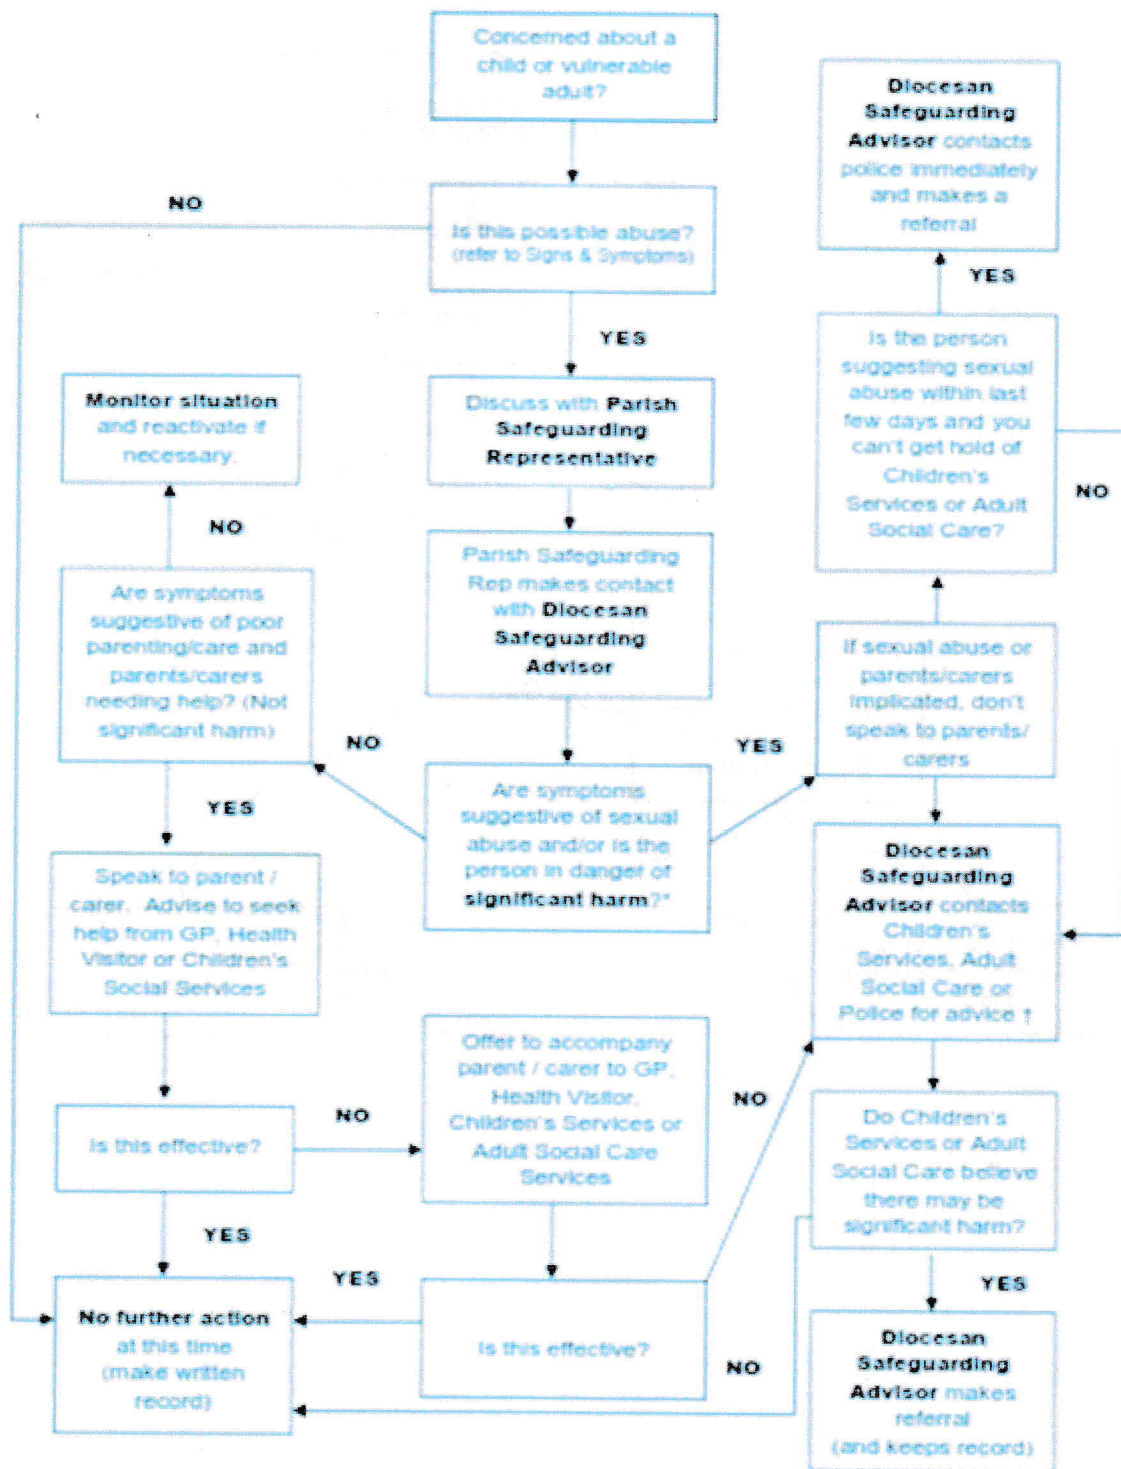 Concerned about a
child or vulnerable
adult?
Diocesan
Safeguarding
Advisor contacts
police immediately
and makes a
referral
NO
Is this possible abuse?
(refer to Signs & Symptoms)
YES
YES
Is the person
suggesting sexual
abuse within last
few days and you
can't get hold of
Children's
Services or Adult
Social Care?
NO
Monitor situation
and reactivate if
necessary.
Discuss with Parish
Safeguarding
Representative
NO
Parish Safeguarding
Rep makes contact
with Diocesan
Safeguarding
Advisor
Are symptoms
suggestive of poor
parenting/care and
parents/carers
needing help? (Not
significant harm)
If sexual abuse or
parents/carers
implicated, don't
speak to parents/
carers
NO
YES
YES
Are symptoms
suggestive of sexual
abuse and/or is the
person in danger of
significant harm?*
Speak to parent /
carer. Advise to seek
help from GP, Health
Visitor or Children's
Social Services
Diocesan
Safeguarding
Advisor contacts
Children's
Services, Adult
Social Care or
Police for advice †
Offer to accompany
parent / carer to GP,
Health Visitor,
Children's Services or
Adult Social Care
Services
NO
NO
Is this effective?
Do Children's
Services or Adult
Social Care believe
there may be
significant harm?
YES
YES
YES
No further action
at this time
(make written
record)
Is this effective?
NO
Diocesan
Safeguarding
Advisor makes
referral
(and keeps record)